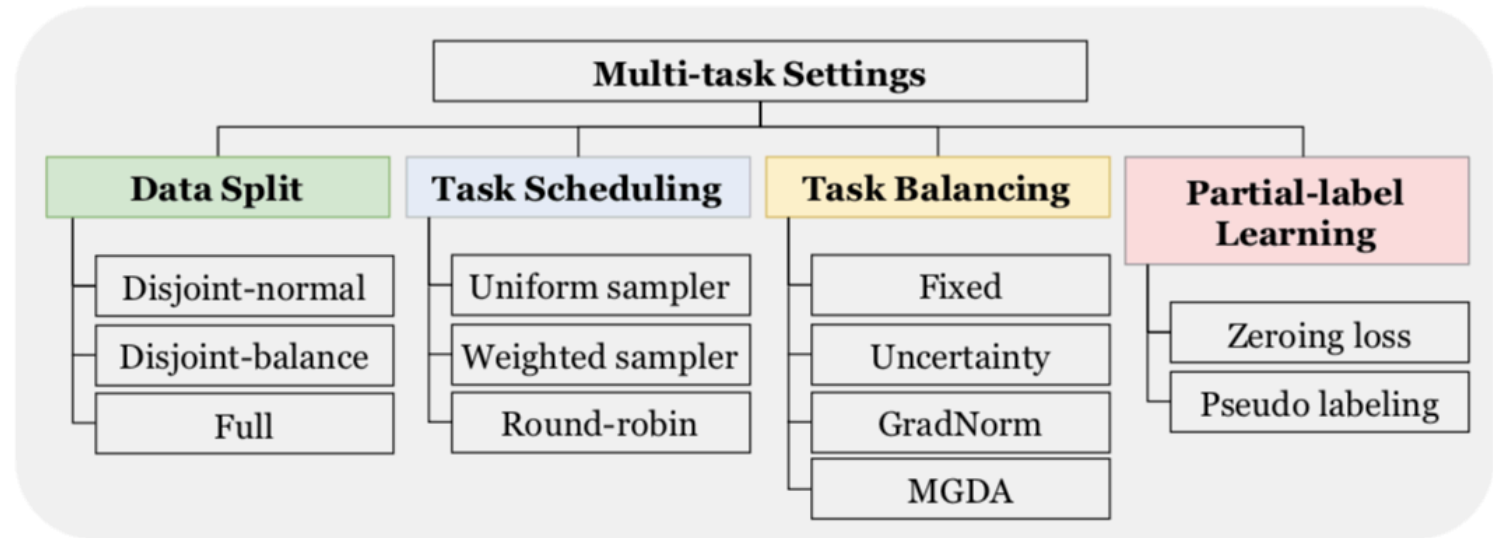 Multi-task Settings
Data Split
Disjoint-normal
Disjoint-balance
Full
Task Scheduling
Uniform sampler
Weighted sampler
Round-robin
Task Balancing
Fixed
Uncertainty
GradNorm
MGDA
Partial-label
Learning
Zeroing loss
Pseudo labeling